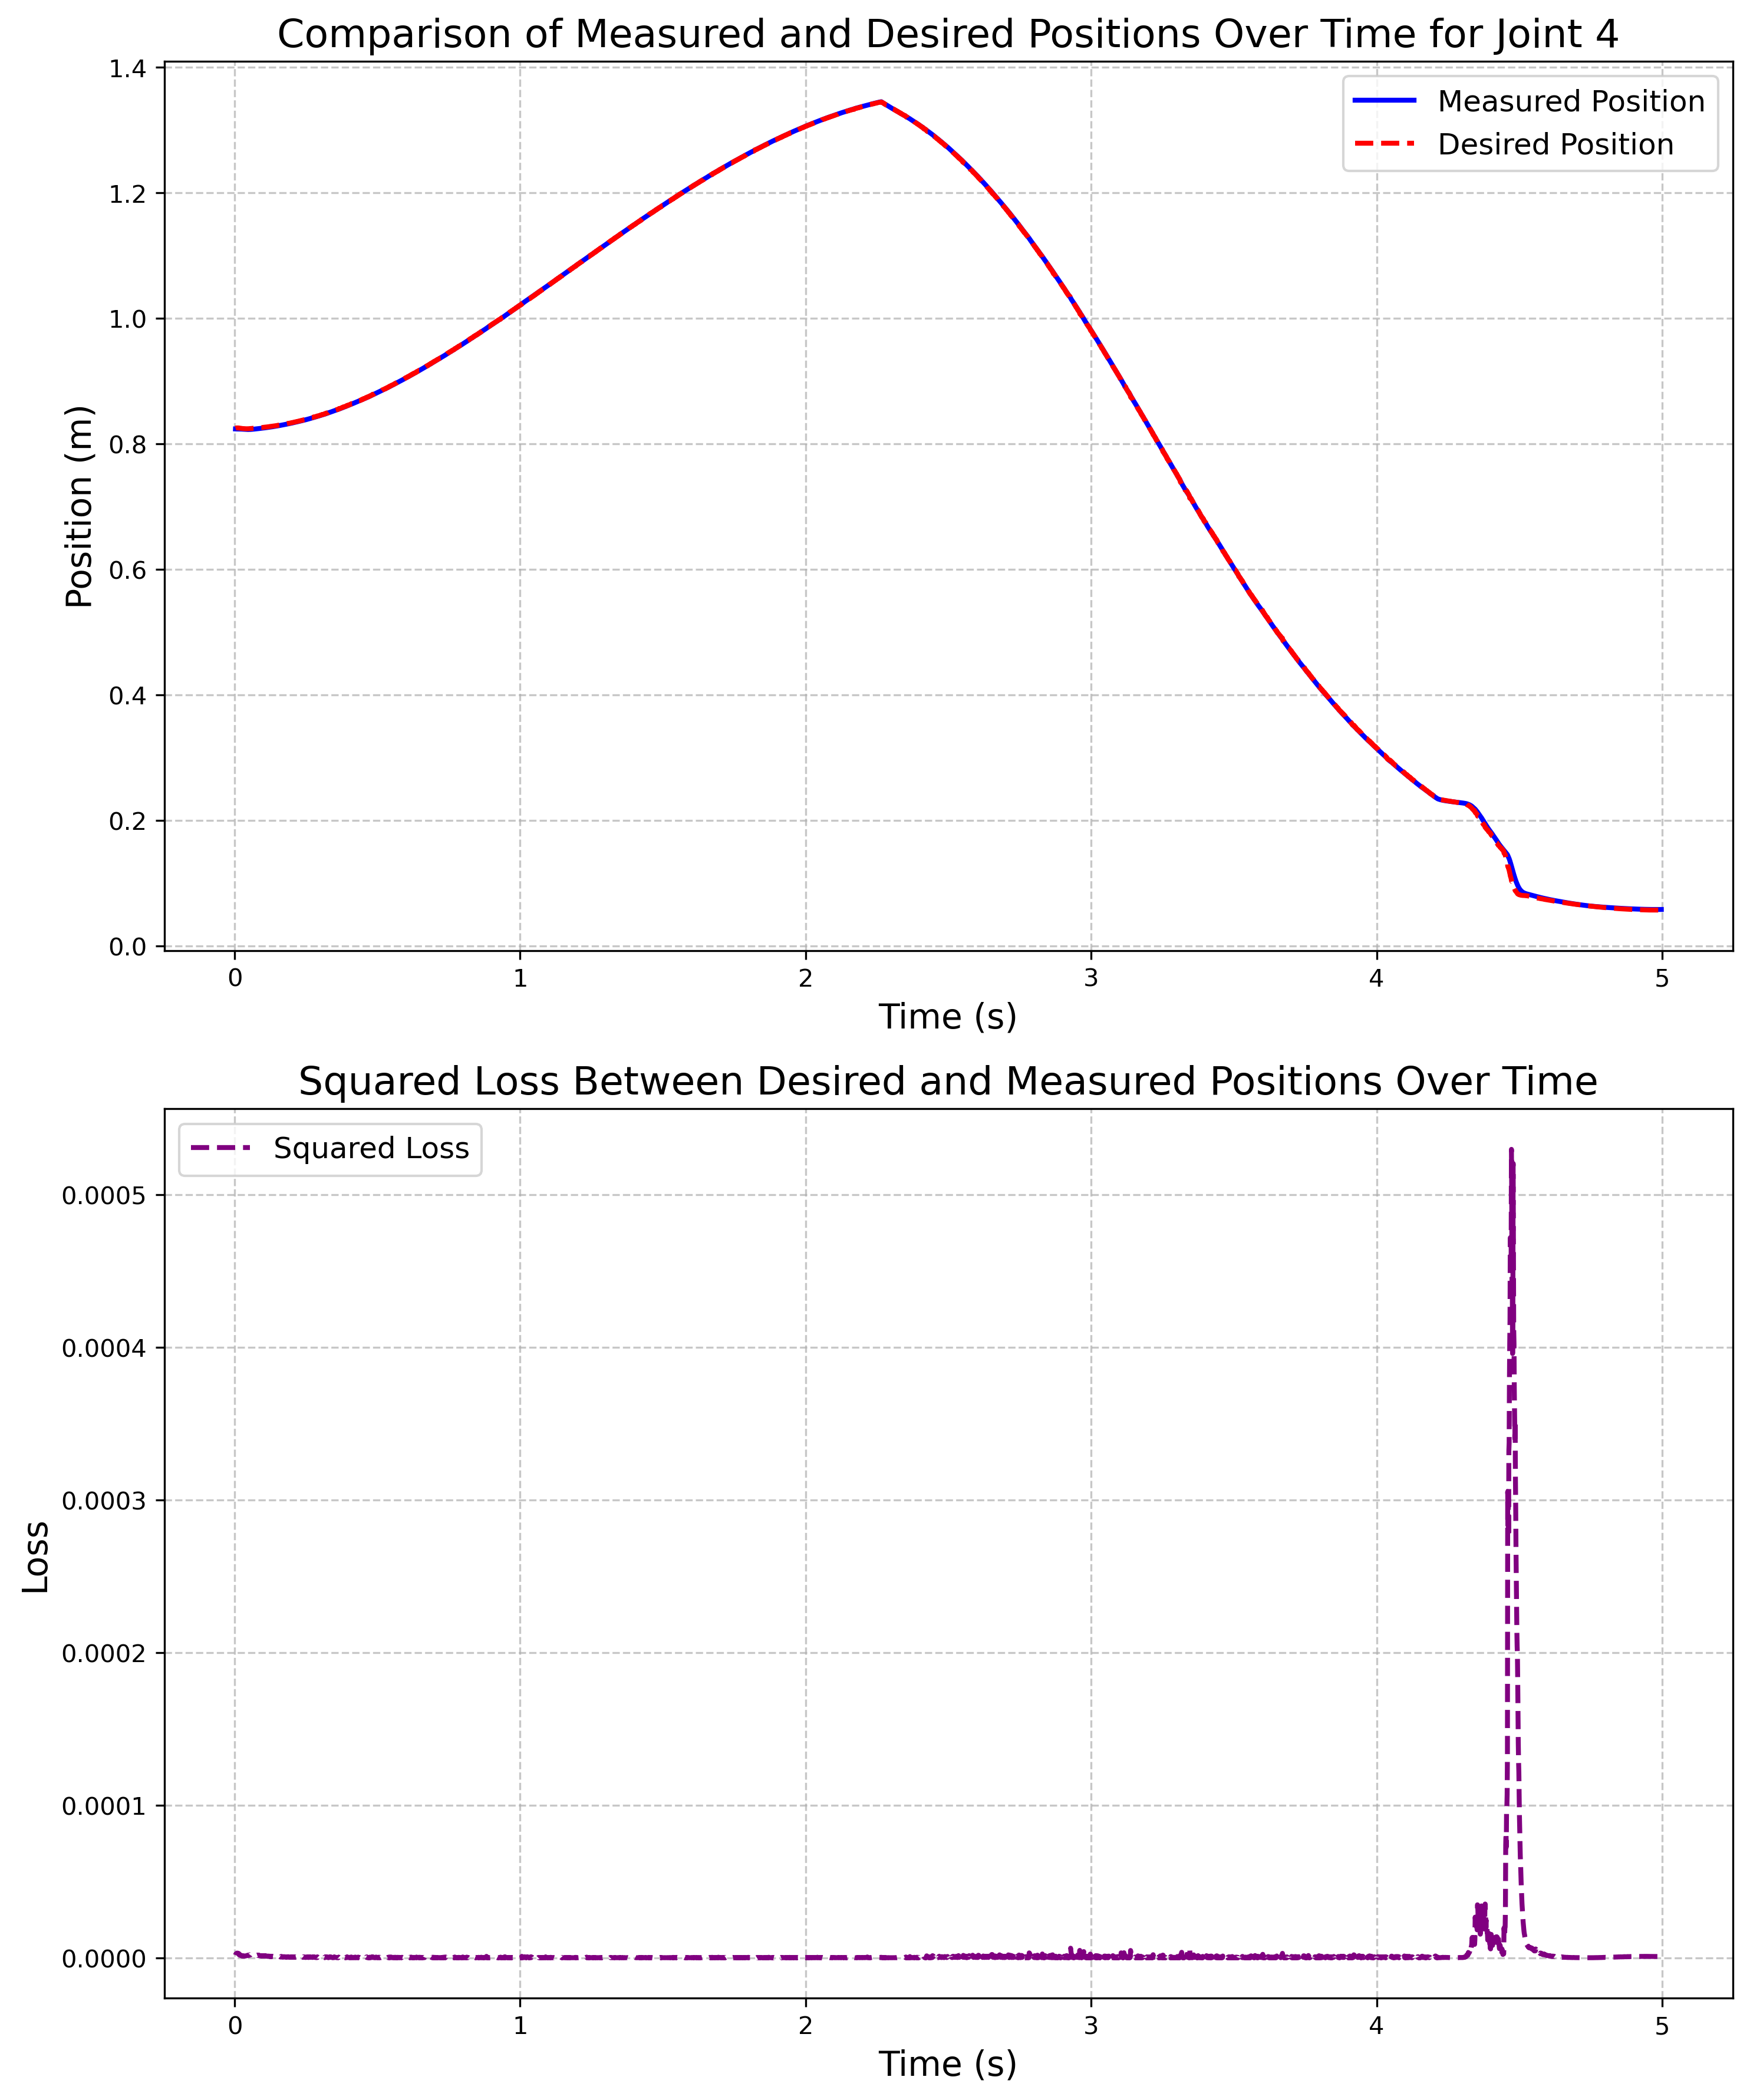 Comparison of Measured and Desired Positions Over Time for Joint 4
1.4
1.2
1.0
0.8
0.6
0.4
0.2
0.0
Position (m)
Measured Position
Desired Position
0 1 2 3 4 5
Time (s)
Squared Loss Between Desired and Measured Positions Over Time
Squared Loss
0.0005
0.0004
0.0003
0.0002
0.0001
0.0000
Loss
0 1 2 3 4 5
Time (s)